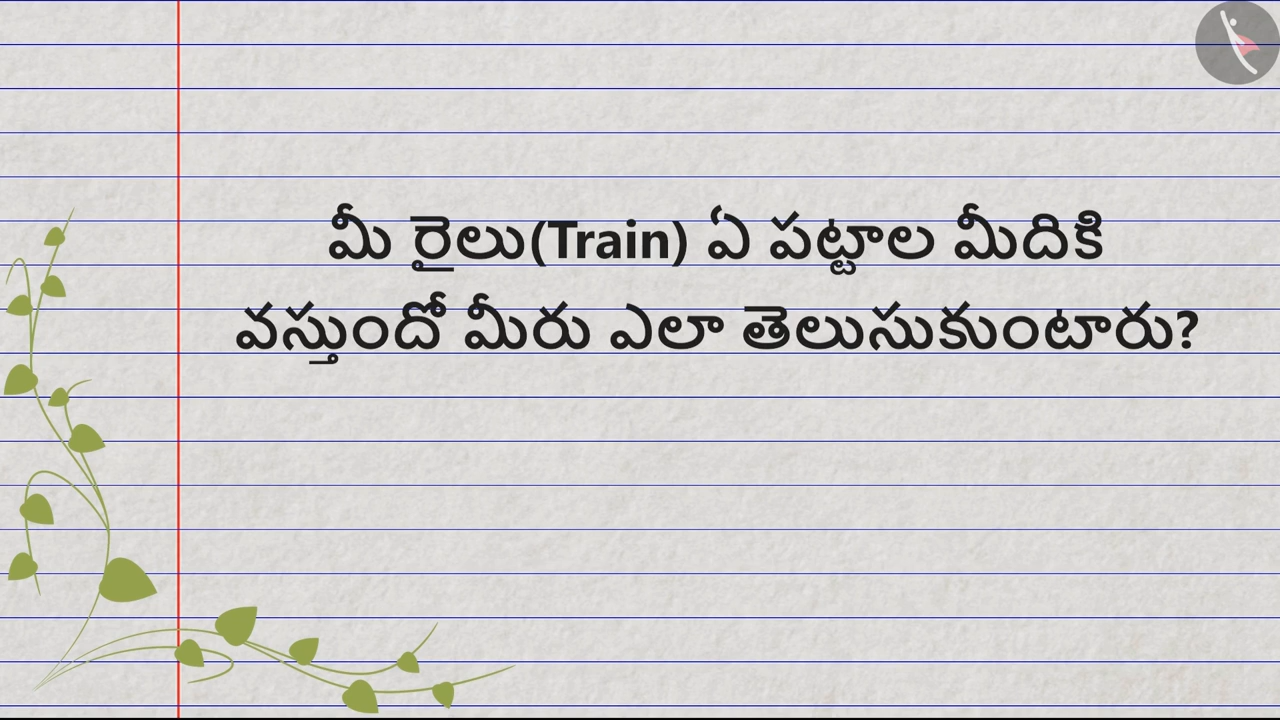 మీ రైలు(Train) ఏ పట్టాల మీదికి
వస్తుందో మీరు ఎలా తెలుసుకుంటారు?